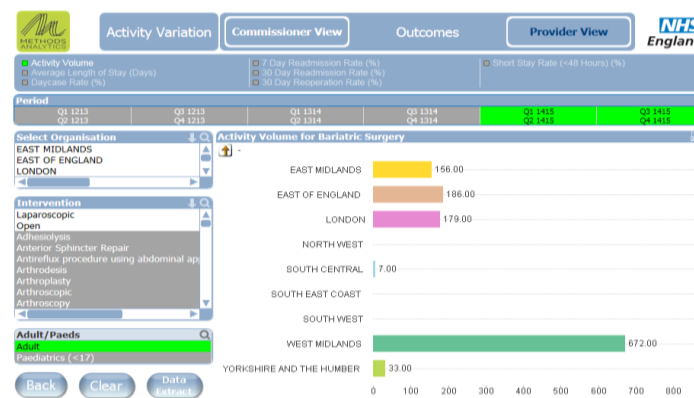 METHODS
ANALYTICS
Activity Variation
Commissioner View
Outcomes
Provider View
NHS
England
Activity Volume
Average Length of Stay (Days)
Daycase Rate (%)
7 Day Readmission Rate (%)
30 Day Readmission Rate (%)
30 Day Reoperation Rate (%)
Short Stay Rate (<48 Hours) (%)
Period
Q1 1213 Q3 1213 Q1 1314 Q3 1314 Q1 1415 Q3 1415
Q2 1213 Q4 1213 Q2 1314 Q4 1314 Q2 1415 Q4 1415
Select Organisation
EAST MIDLANDS
EAST OF ENGLAND
LONDON
Intervention
Laparoscopic
Open
Adhesiolysis
Anterior Sphincter Repair
Antireflux procedure using abdominal ap
Arthrodesis
Arthroplasty
Arthroscopic
Arthroscopy
Adult/Paeds
Adult
Paediatrics (<17)
Back
Clear
Data
Extract
Activity Volume for Bariatric Surgery
-
EAST MIDLANDS 156.00
EAST OF ENGLAND 186.00
LONDON 179.00
NORTH WEST
SOUTH CENTRAL 7.00
SOUTH EAST COAST
SOUTH WEST
WEST MIDLANDS 672.00
YORKSHIRE AND THE HUMBER 33.00
0 100 200 300 400 500 600 700 800